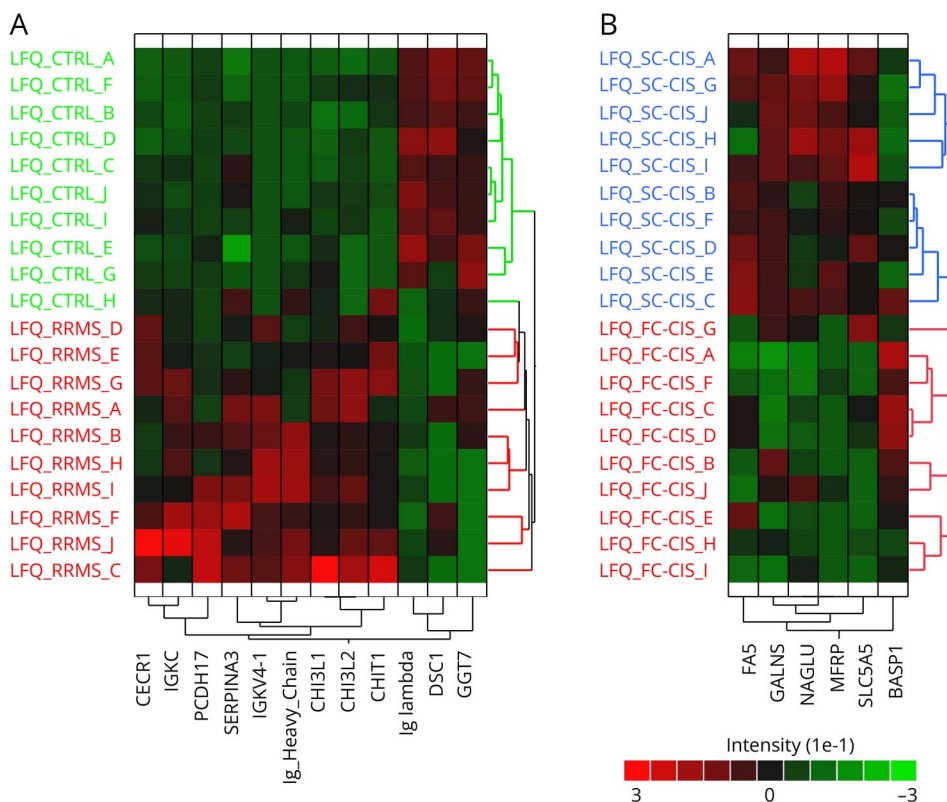 A
LFQ_CTRL_A
LFQ_CTRL_F
LFQ_CTRL_B
LFQ_CTRL_D
LFQ_CTRL_C
LFQ_CTRL_J
LFQ_CTRL_I
LFQ_CTRL_E
LFQ_CTRL_G
LFQ_CTRL_H
LFQ_RRMS_D
LFQ_RRMS_E
LFQ_RRMS_G
LFQ_RRMS_A
LFQ_RRMS_B
LFQ_RRMS_H
LFQ_RRMS_I
LFQ_RRMS_F
LFQ_RRMS_J
LFQ_RRMS_C
CECR1
IGKC
PCDH17
SERPINA3
IGKV4-1
Ig_Heavy_Chain
CHI3L1
CHI3L2
CHIT1
Ig lambda
DSC1
GGT7
B
LFQ_SC-CIS_A
LFQ_SC-CIS_G
LFQ_SC-CIS_J
LFQ_SC-CIS_H
LFQ_SC-CIS_I
LFQ_SC-CIS_B
LFQ_SC-CIS_F
LFQ_SC-CIS_D
LFQ_SC-CIS_E
LFQ_SC-CIS_C
LFQ_FC-CIS_G
LFQ_FC-CIS_A
LFQ_FC-CIS_F
LFQ_FC-CIS_C
LFQ_FC-CIS_D
LFQ_FC-CIS_B
LFQ_FC-CIS_J
LFQ_FC-CIS_E
LFQ_FC-CIS_H
LFQ_FC-CIS_I
FA5
GALNS
NAGLU
MFRP
SLC5A5
BASP1
Intensity (1e-1)
3 0 −3